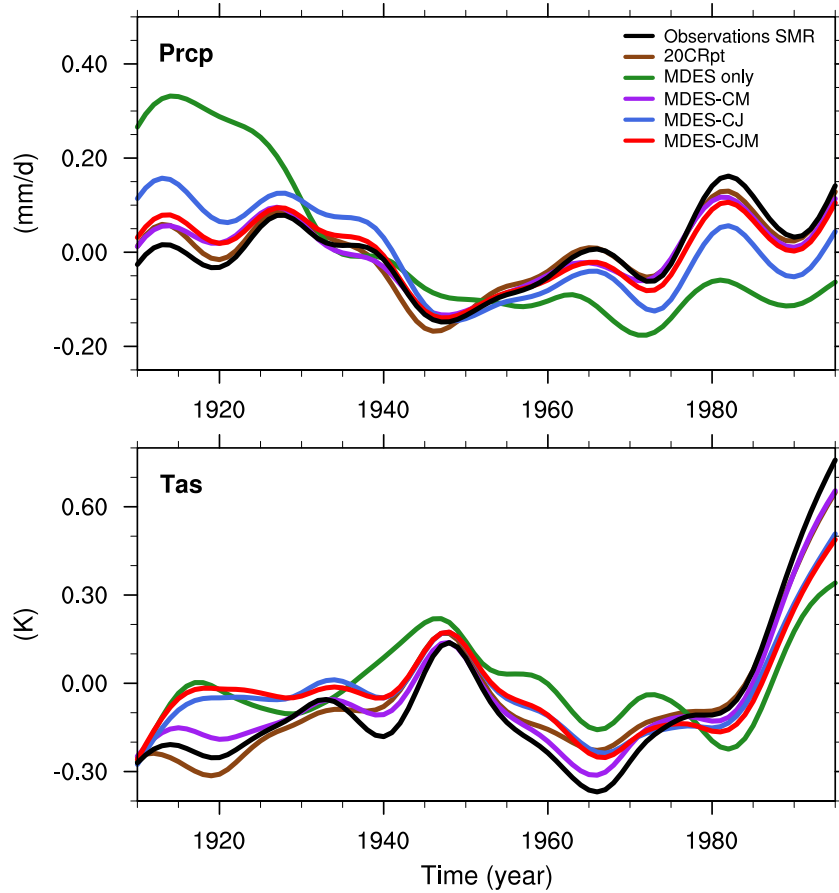 Prcp
Observations SMR
20CRpt
MDES only
MDES-CM
MDES-CJ
MDES-CJM
0.40
0.20
0.00
-0.20
(mm/d)
1920 1940 1960 1980
Tas
0.60
0.30
0.00
-0.30
(K)
1920 1940 1960 1980
Time (year)